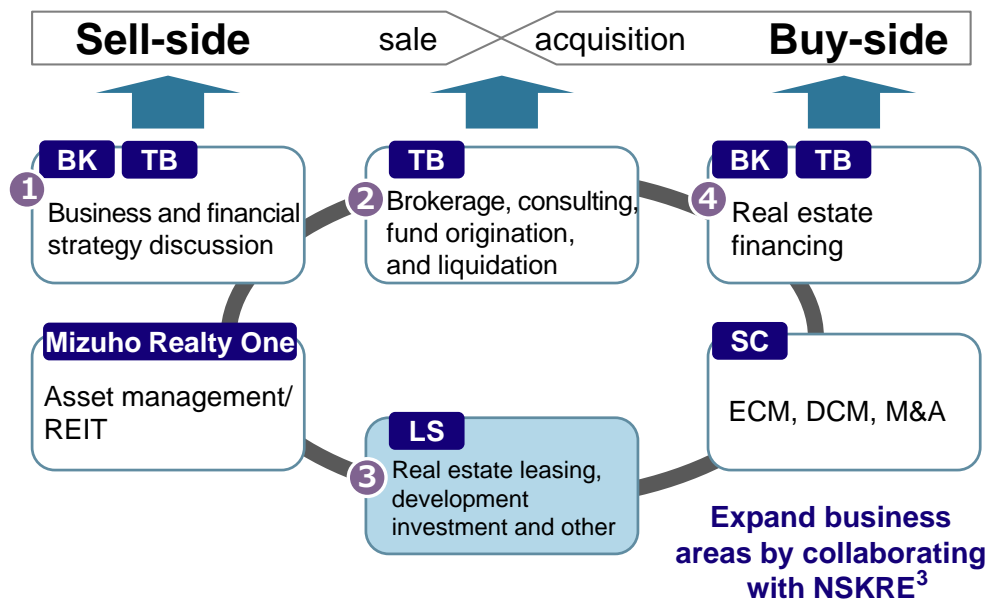 Sell-side sale acquisition Buy-side
BK TB
1
Business and financial
strategy discussion
TB
2
Brokerage, consulting,
fund origination,
and liquidation
BK TB
4
Real estate
financing
Mizuho Realty One
Asset management/
REIT
LS
3
Real estate leasing,
development
investment and other
SC
ECM, DCM, M&A
Expand business
areas by collaborating
with NSKRE³